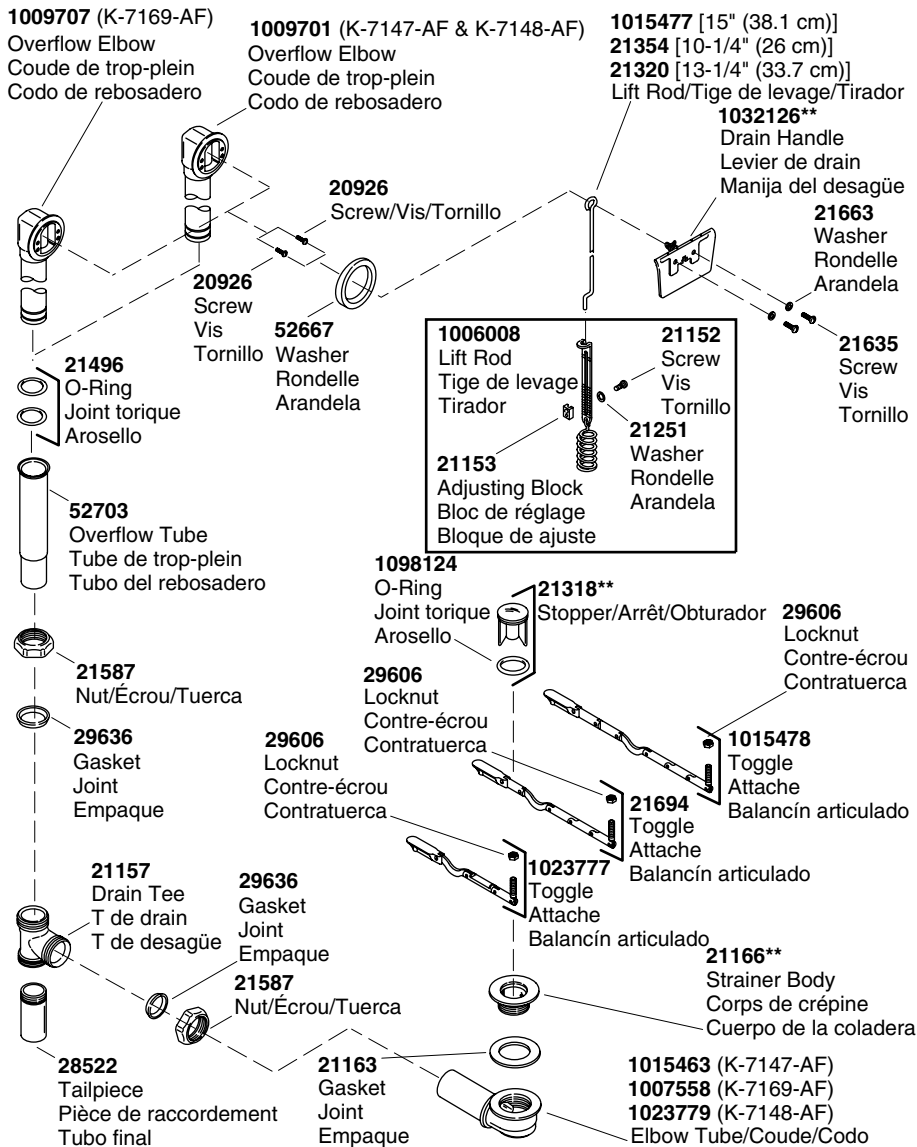 1009707 (K-7169-AF)
Overflow Elbow
Coude de trop-plein
Codo de rebosadero
1009701 (K-7147-AF & K-7148-AF)
Overflow Elbow
Coude de trop-plein
Codo de rebosadero
1015477 [15" (38.1 cm)]
21354 [10-1/4" (26 cm)]
21320 [13-1/4" (33.7 cm)]
Lift Rod/Tige de levage/Tirador
1032126**
Drain Handle
Levier de drain
Manija del desagüe
20926
Screw/Vis/Tornillo
21663
Washer
Rondelle
Arandela
20926
Screw
Vis
Tornillo
52667
Washer
Rondelle
Arandela
21635
Screw
Vis
Tornillo
1006008
Lift Rod
Tige de levage
Tirador
21152
Screw
Vis
Tornillo
21251
Washer
Rondelle
Arandela
21153
Adjusting Block
Bloc de réglage
Bloque de ajuste
21496
O-Ring
Joint torique
Arosello
52703
Overflow Tube
Tube de trop-plein
Tubo del rebosadero
1098124
O-Ring
Joint torique
Arosello
21318**
Stopper/Arrêt/Obturador
29606
Locknut
Contre-écrou
Contratuerca
21587
Nut/Écrou/Tuerca
29606
Locknut
Contre-écrou
Contratuerca
29636
Gasket
Joint
Empaque
29606
Locknut
Contre-écrou
Contratuerca
1015478
Toggle
Attache
Balancín articulado
21694
Toggle
Attache
Balancín articulado
1023777
Toggle
Attache
Balancín articulado
21157
Drain Tee
T de drain
T de desagüe
29636
Gasket
Joint
Empaque
21587
Nut/Écrou/Tuerca
21166**
Strainer Body
Corps de crépine
Cuerpo de la coladera
28522
Tailpiece
Pièce de raccordement
Tubo final
21163
Gasket
Joint
Empaque
1015463 (K-7147-AF)
1007558 (K-7169-AF)
1023779 (K-7148-AF)
Elbow Tube/Coude/Codo